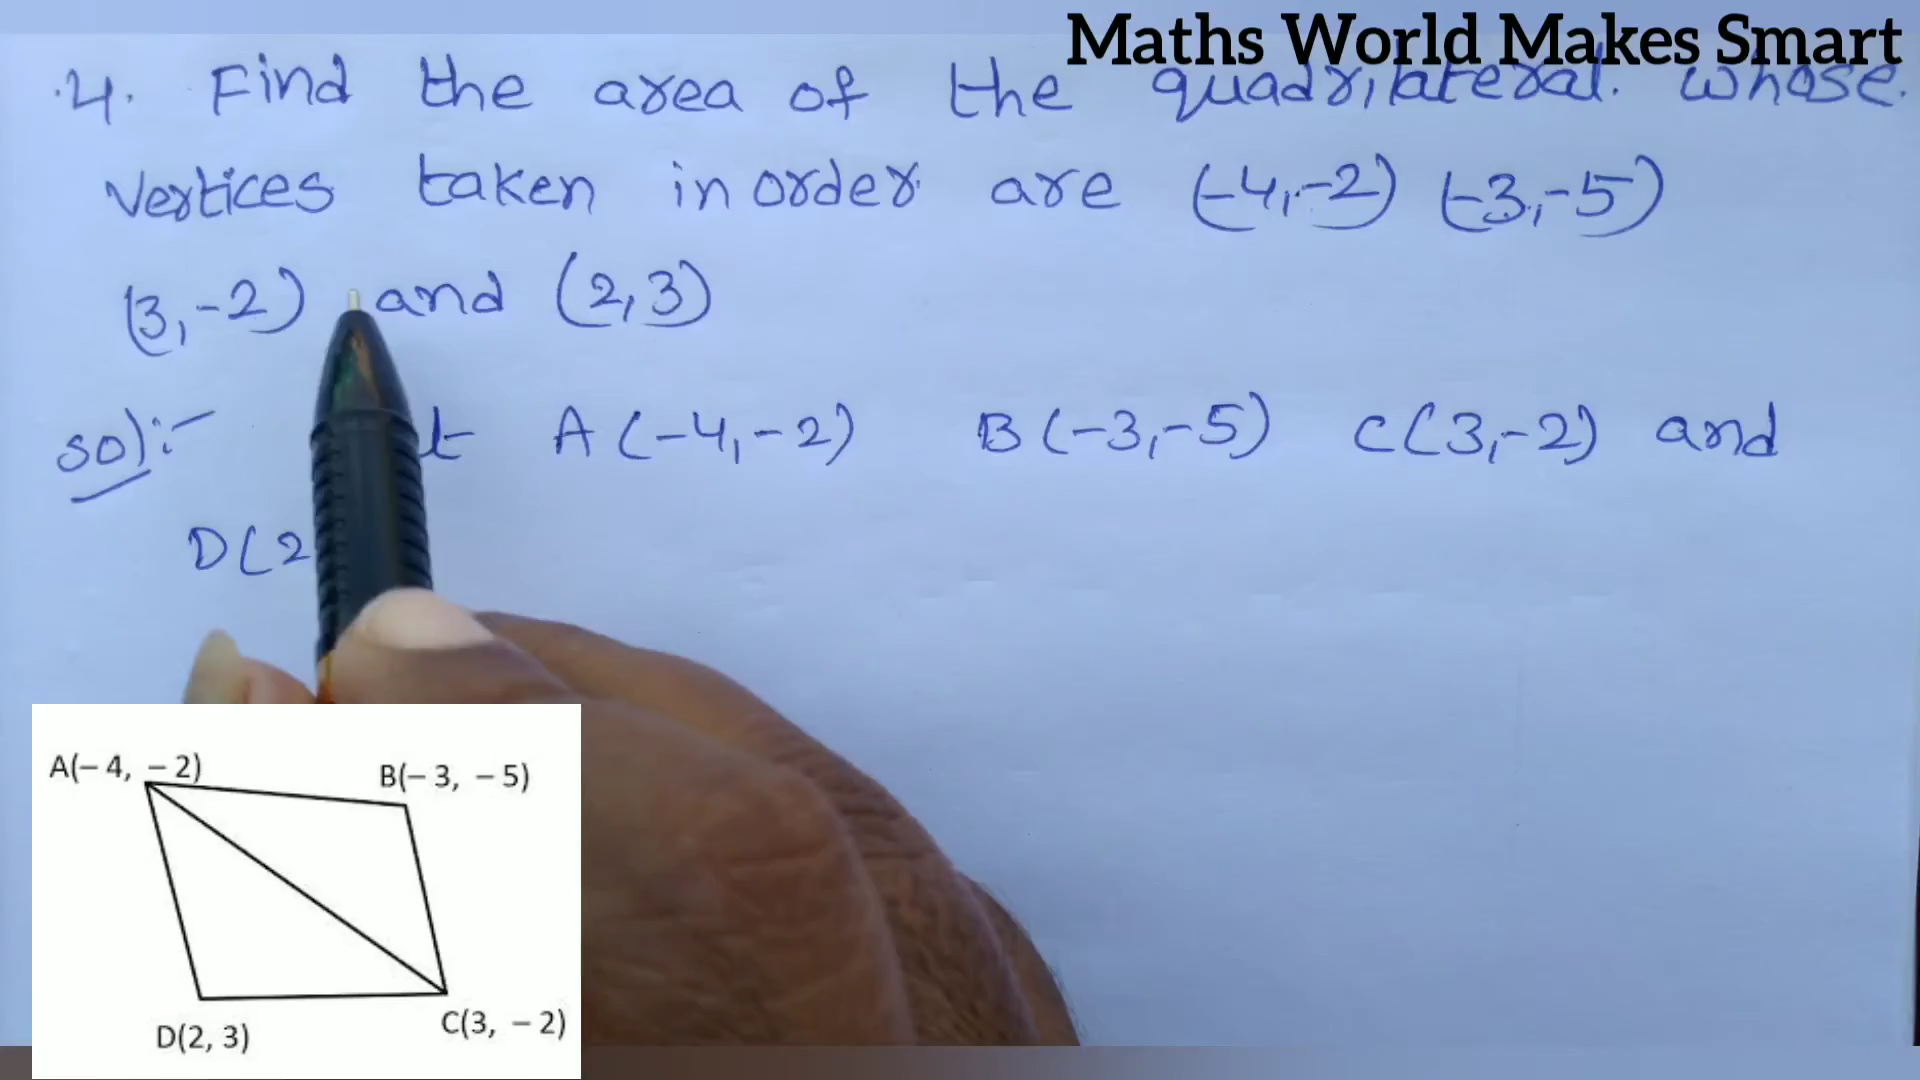 Maths World Makes Smart
4. Find the area of the quadrilateral. whose.
vertices taken in order are (-4,-2) (-3,-5)
(3,-2) and (2,3)
sol:- A(-4,-2) B(-3,-5) C(3,-2) and
D(2
A(– 4, – 2)
B(– 3, – 5)
C(3, – 2)
D(2, 3)